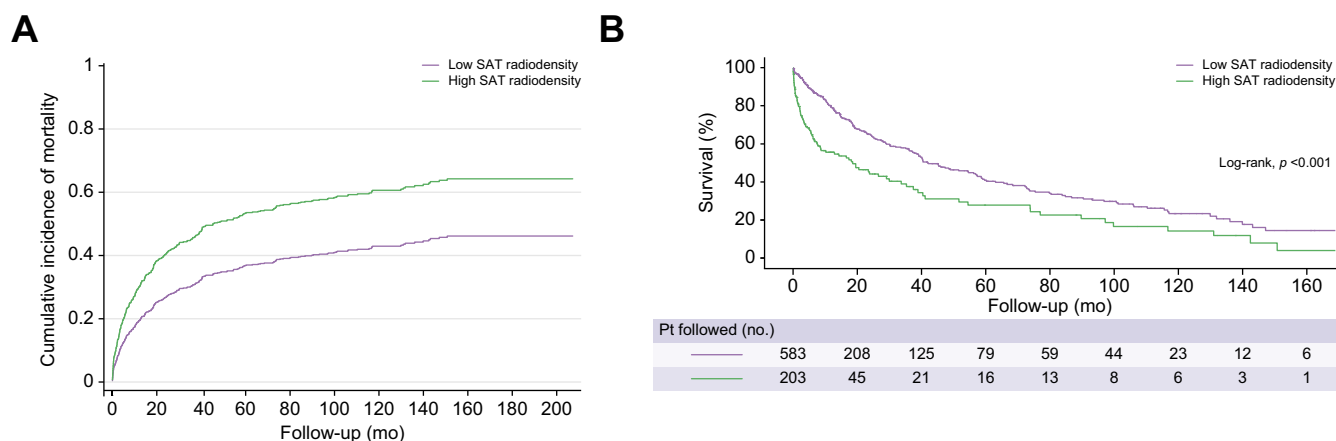 A
Low SAT radiodensity
High SAT radiodensity
Cumulative incidence of mortality
1
0.8
0.6
0.4
0.2
0
0 20 40 60 80 100 120 140 160 180 200
Follow-up (mo)
B
Low SAT radiodensity
High SAT radiodensity
Log-rank, p <0.001
Survival (%)
100
80
60
40
20
0
0 20 40 60 80 100 120 140 160
Follow-up (mo)
Pt followed (no.)
583 208 125 79 59 44 23 12 6
203 45 21 16 13 8 6 3 1